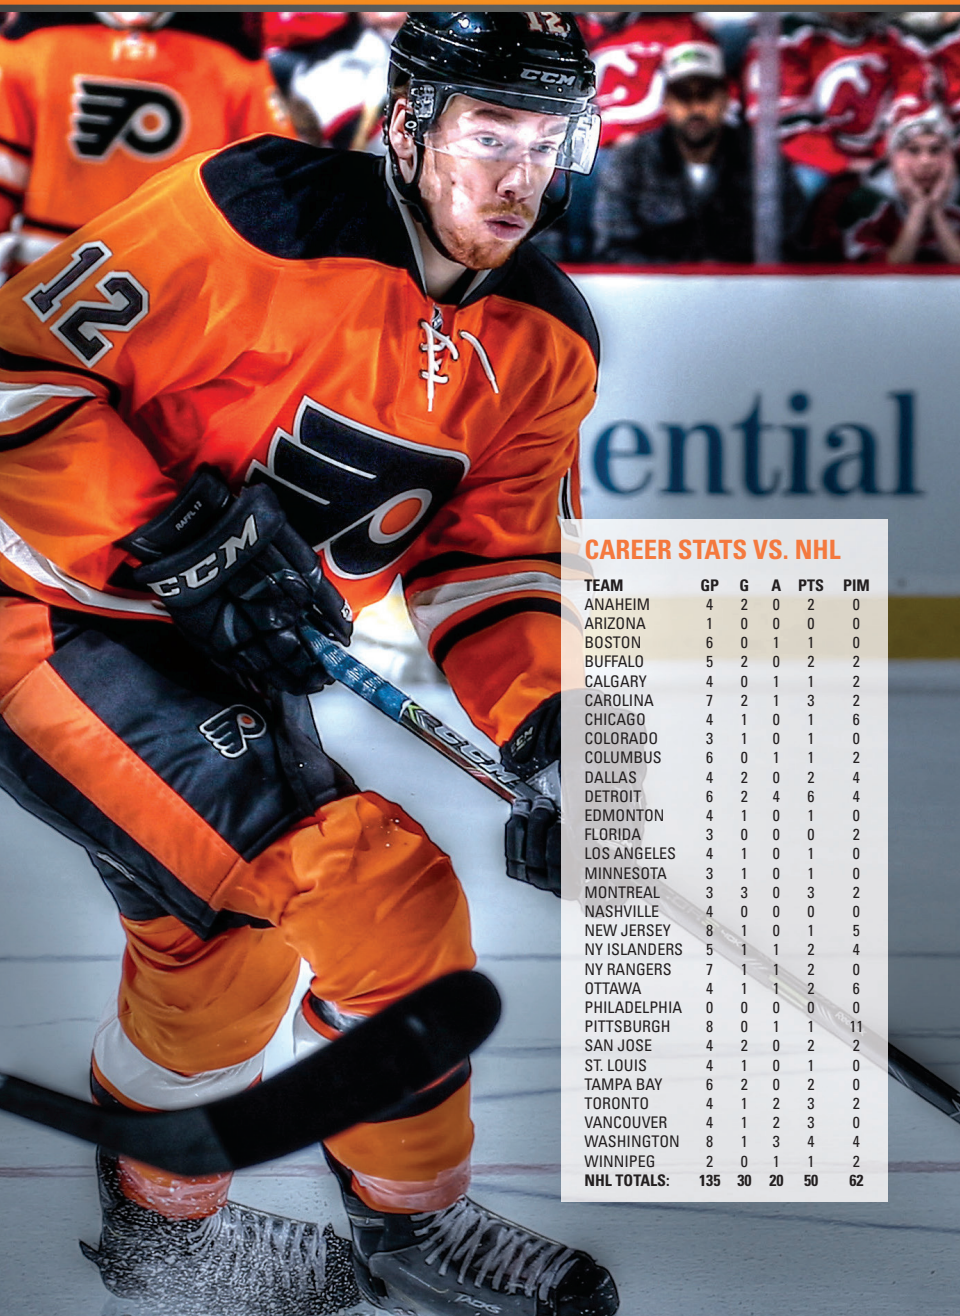 12
CCM
12
RAFFL 12
CCM
ential
CCM
CCM
CAREER STATS VS. NHL
TEAM GP G A PTS PIM
ANAHEIM 4 2 0 2 0
ARIZONA 1 0 0 0 0
BOSTON 6 0 1 1 0
BUFFALO 5 2 0 2 2
CALGARY 4 0 1 1 2
CAROLINA 7 2 1 3 2
CHICAGO 4 1 0 1 6
COLORADO 3 1 0 1 0
COLUMBUS 6 0 1 1 2
DALLAS 4 2 0 2 4
DETROIT 6 2 4 6 4
EDMONTON 4 1 0 1 0
FLORIDA 3 0 0 0 2
LOS ANGELES 4 1 0 1 0
MINNESOTA 3 1 0 1 0
MONTREAL 3 3 0 3 2
NASHVILLE 4 0 0 0 0
NEW JERSEY 8 1 0 1 5
NY ISLANDERS 5 1 1 2 4
NY RANGERS 7 1 1 2 0
OTTAWA 4 1 1 2 6
PHILADELPHIA 0 0 0 0 0
PITTSBURGH 8 0 1 1 11
SAN JOSE 4 2 0 2 2
ST. LOUIS 4 1 0 1 0
TAMPA BAY 6 2 0 2 0
TORONTO 4 1 2 3 2
VANCOUVER 4 1 2 3 0
WASHINGTON 8 1 3 4 4
WINNIPEG 2 0 1 1 2
NHL TOTALS: 135 30 20 50 62
TACKS